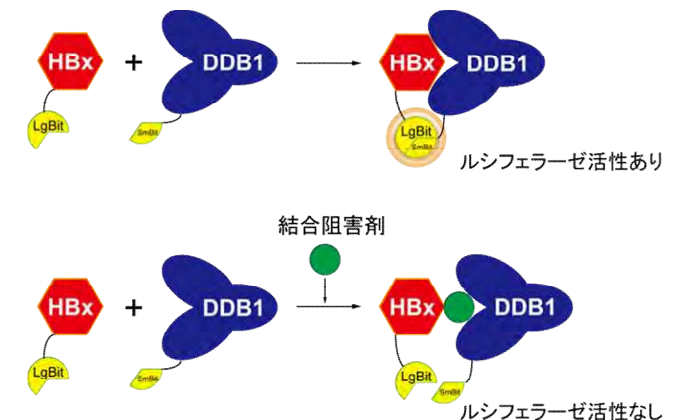 HBx + DDB1 HBx DDB1
LgBit SmBit LgBit
SmBit
ルシフェラーゼ活性あり
結合阻害剤
HBx + DDB1 HBx DDB1
LgBit SmBit LgBit SmBit
ルシフェラーゼ活性なし